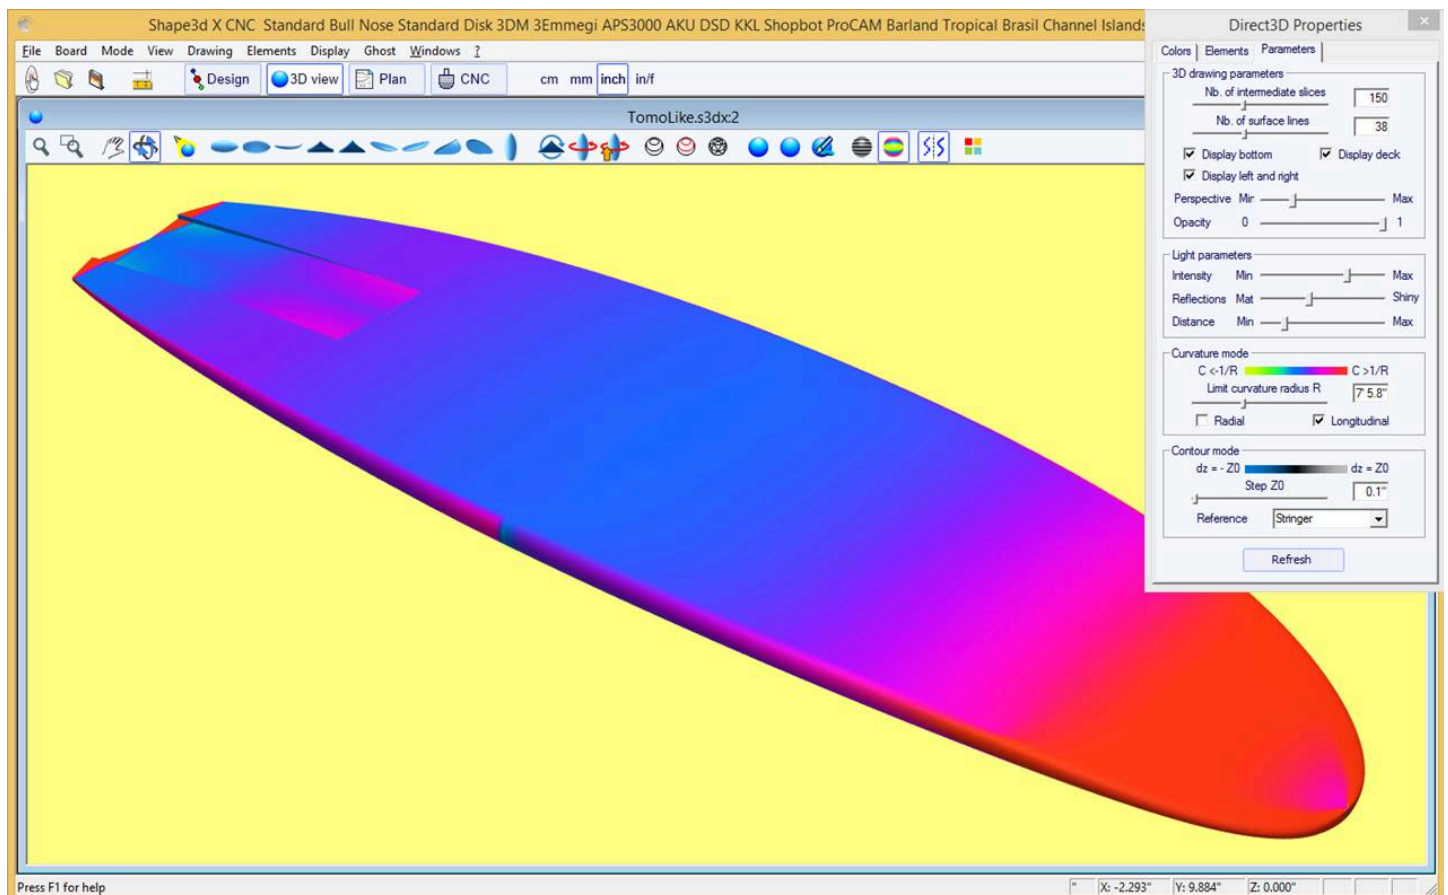 Shape3d X CNC  Standard Bull Nose Standard Disk 3DM 3Emmegi APS3000 AKU DSD KKL Shopbot ProCAM Barland Tropical Brasil Channel Islands
File Board Mode View Drawing Elements Display Ghost Windows ?
Design 3D view Plan CNC cm mm inch in/f
TomoLike.s3dx:2
Direct3D Properties
Colors Elements Parameters
3D drawing parameters
Nb. of intermediate slices 150
Nb. of surface lines 38
Display bottom Display deck
Display left and right
Perspective Mir Max
Opacity 0 1
Light parameters
Intensity Min Max
Reflections Mat Shiny
Distance Min Max
Curvature mode
C <-1/R C >1/R
Limit curvature radius R 7' 5.8"
Radial Longitudinal
Contour mode
dz = - Z0 dz = Z0
Step Z0 0.1"
Reference Stringer
Refresh
Press F1 for help " X: -2.293" Y: 9.884" Z: 0.000"